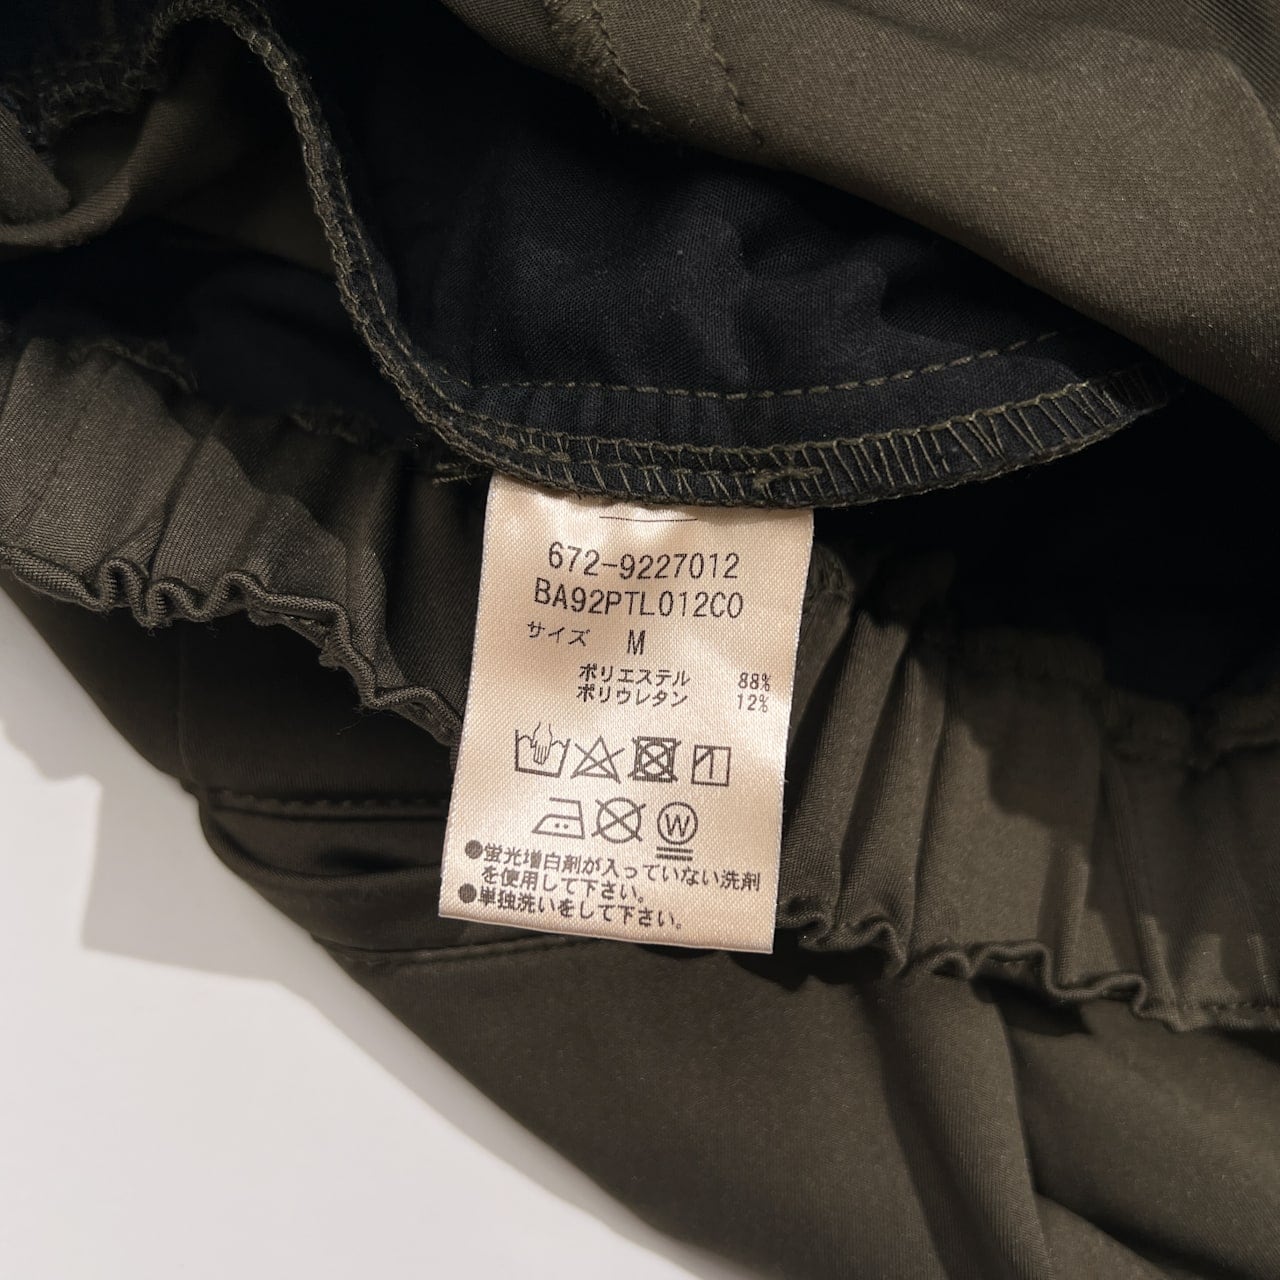 672-9227012
BA92PTL012CO
サイズ M
ポリエステル 88%
ポリウレタン 12%
W
●蛍光増白剤が入っていない洗剤
を使用して下さい。
●単独洗いをして下さい。